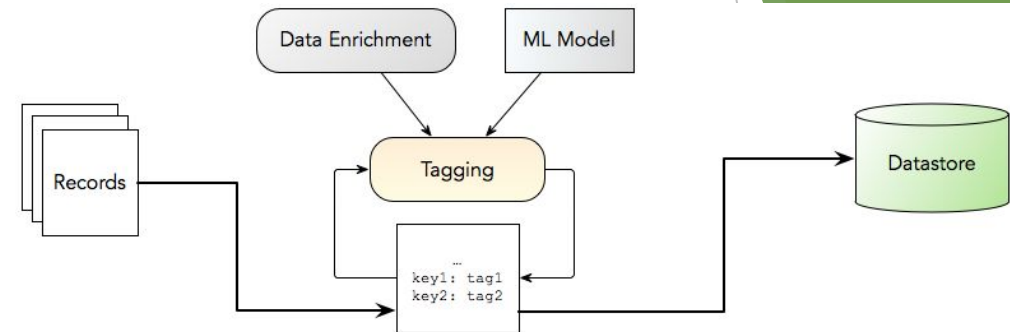 Data Enrichment
ML Model
Records
Tagging
Datastore
...
key1: tag1
key2: tag2